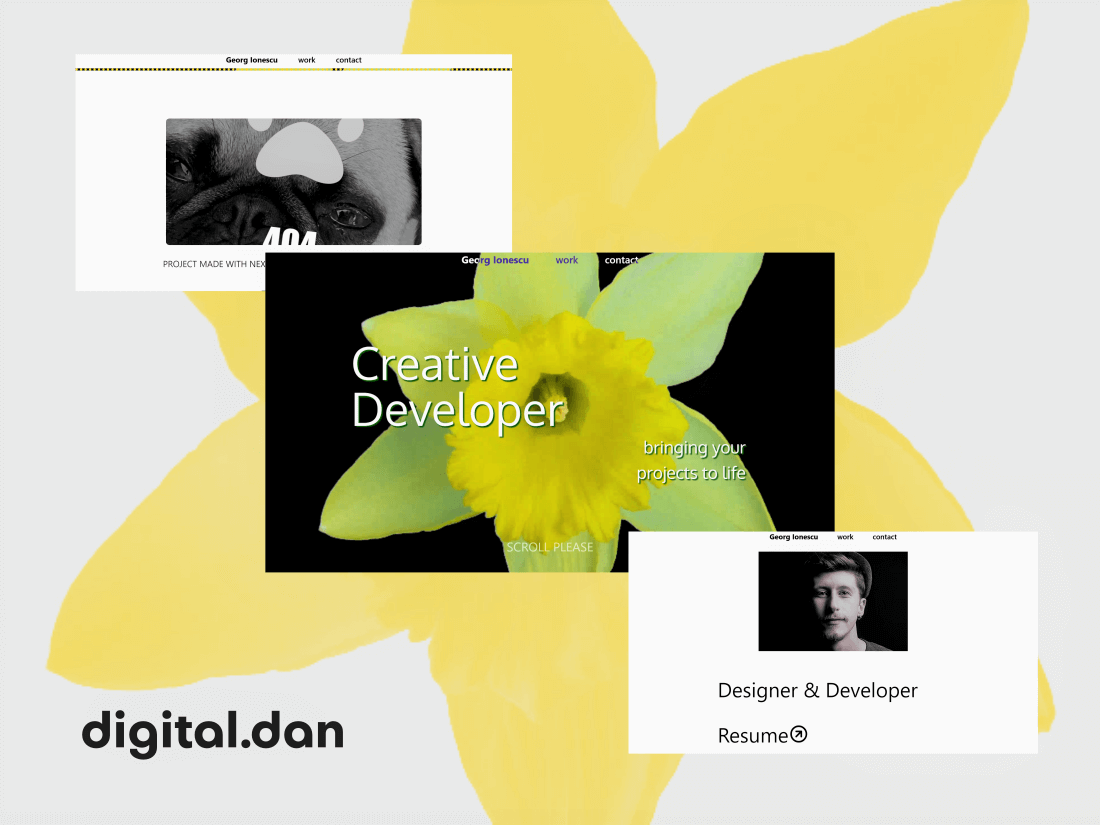 Georg Ionescu work contact
404
PROJECT MADE WITH
Georg Ionescu work contact
Creative
Developer
bringing your
projects to life
SCROLL PLEASE
Georg Ionescu work contact
Designer & Developer
Resume
digital.dan